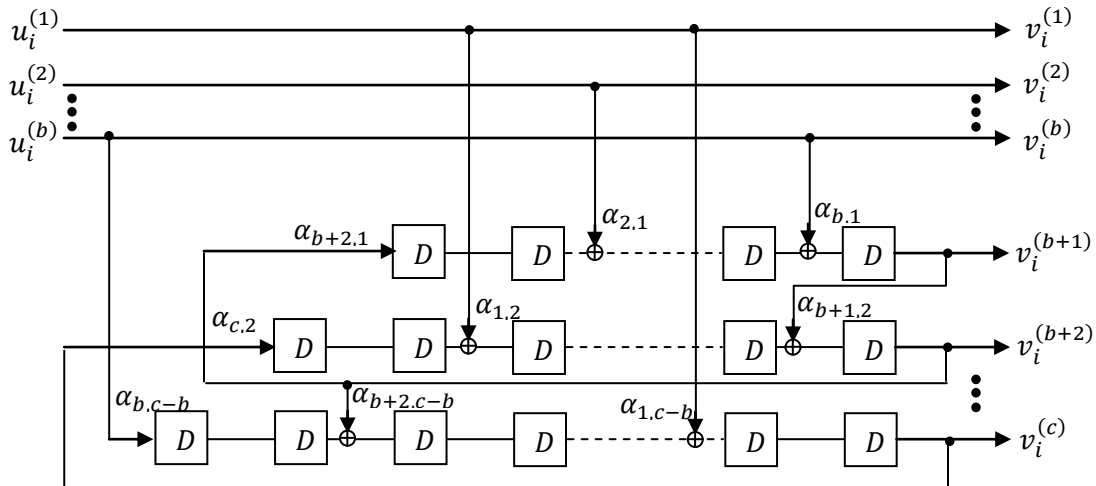 u_i^{(1)} v_i^{(1)}
u_i^{(2)} v_i^{(2)}
u_i^{(b)} v_i^{(b)}
α_{b+2,1} D D α_{2,1} D α_{b.1} D v_i^{(b+1)}
α_{c,2} D D α_{1,2} D D α_{b+1,2} D v_i^{(b+2)}
α_{b.c−b} D D α_{b+2.c−b} D D α_{1,c−b} D D v_i^{(c)}